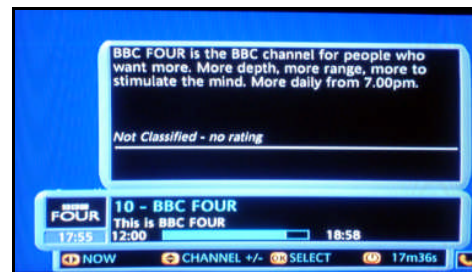 BBC FOUR is the BBC channel for people who
want more. More depth, more range, more to
stimulate the mind. More daily from 7.00pm.
Not Classified - no rating
BBC
FOUR
10 - BBC FOUR
This is BBC FOUR
17:55
12:00
18:58
NOW
CHANNEL +/-
OK
SELECT
17m36s